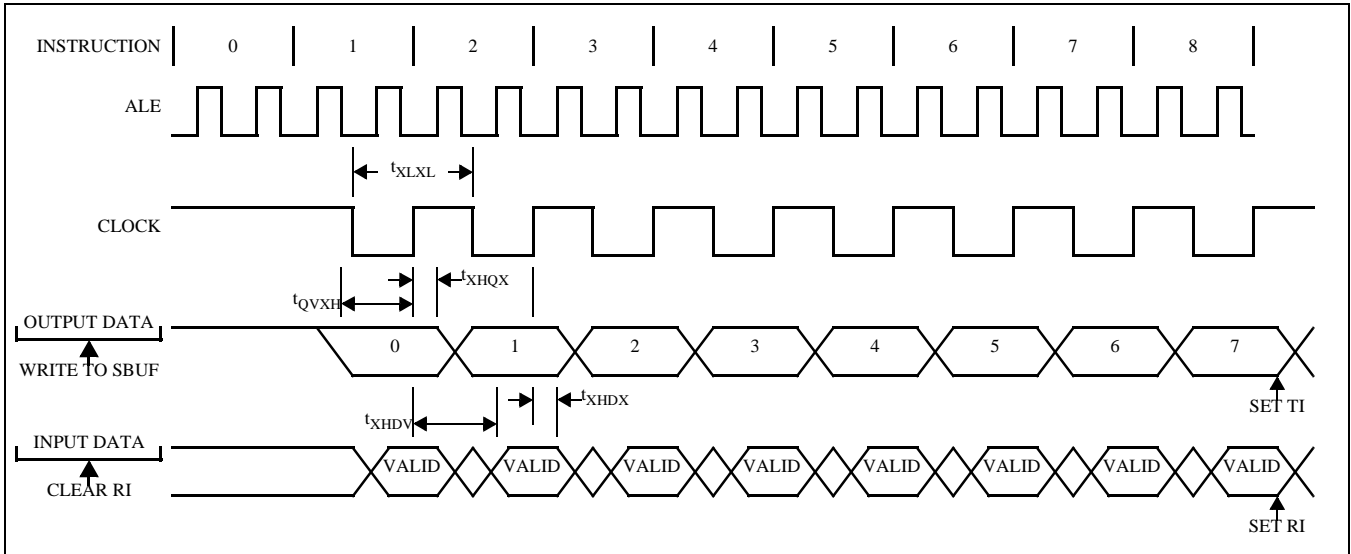 INSTRUCTION 0 1 2 3 4 5 6 7 8
ALE
tXLXL
CLOCK
tXHQX
tQVXH
OUTPUT DATA
0 1 2 3 4 5 6 7
WRITE TO SBUF
tXHDX
SET TI
tXHDV
INPUT DATA
VALID VALID VALID VALID VALID VALID VALID VALID
CLEAR RI
SET RI